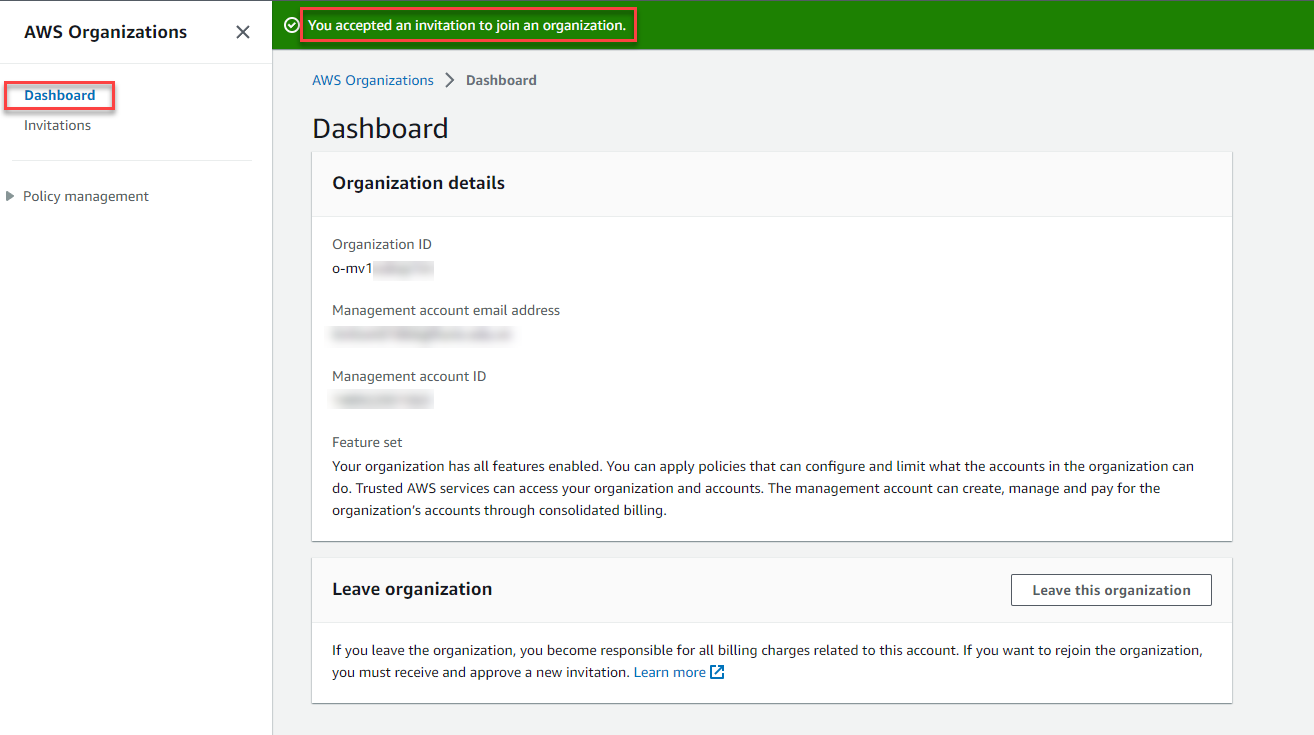 AWS Organizations
Dashboard
Invitations
Policy management
You accepted an invitation to join an organization.
AWS Organizations > Dashboard
Dashboard
Organization details
Organization ID
o-mv1
Management account email address
Management account ID
Feature set
Your organization has all features enabled. You can apply policies that can configure and limit what the accounts in the organization can
do. Trusted AWS services can access your organization and accounts. The management account can create, manage and pay for the
organization's accounts through consolidated billing.
Leave organization
Leave this organization
If you leave the organization, you become responsible for all billing charges related to this account. If you want to rejoin the organization,
you must receive and approve a new invitation. Learn more